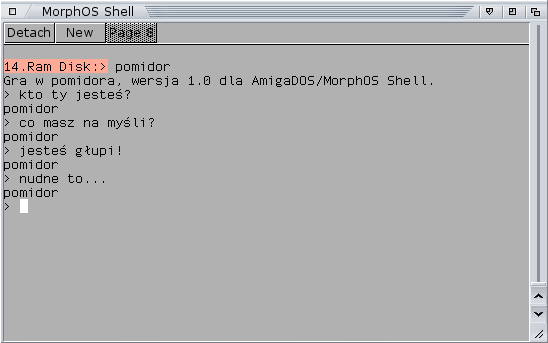 MorphOS Shell
Detach New Page 8
14.Ram Disk:> pomidor
Gra w pomidora, wersja 1.0 dla AmigaDOS/MorphOS Shell.
> kto ty jesteś?
pomidor
> co masz na myśli?
pomidor
> jesteś głupi!
pomidor
> nudne to...
pomidor
>